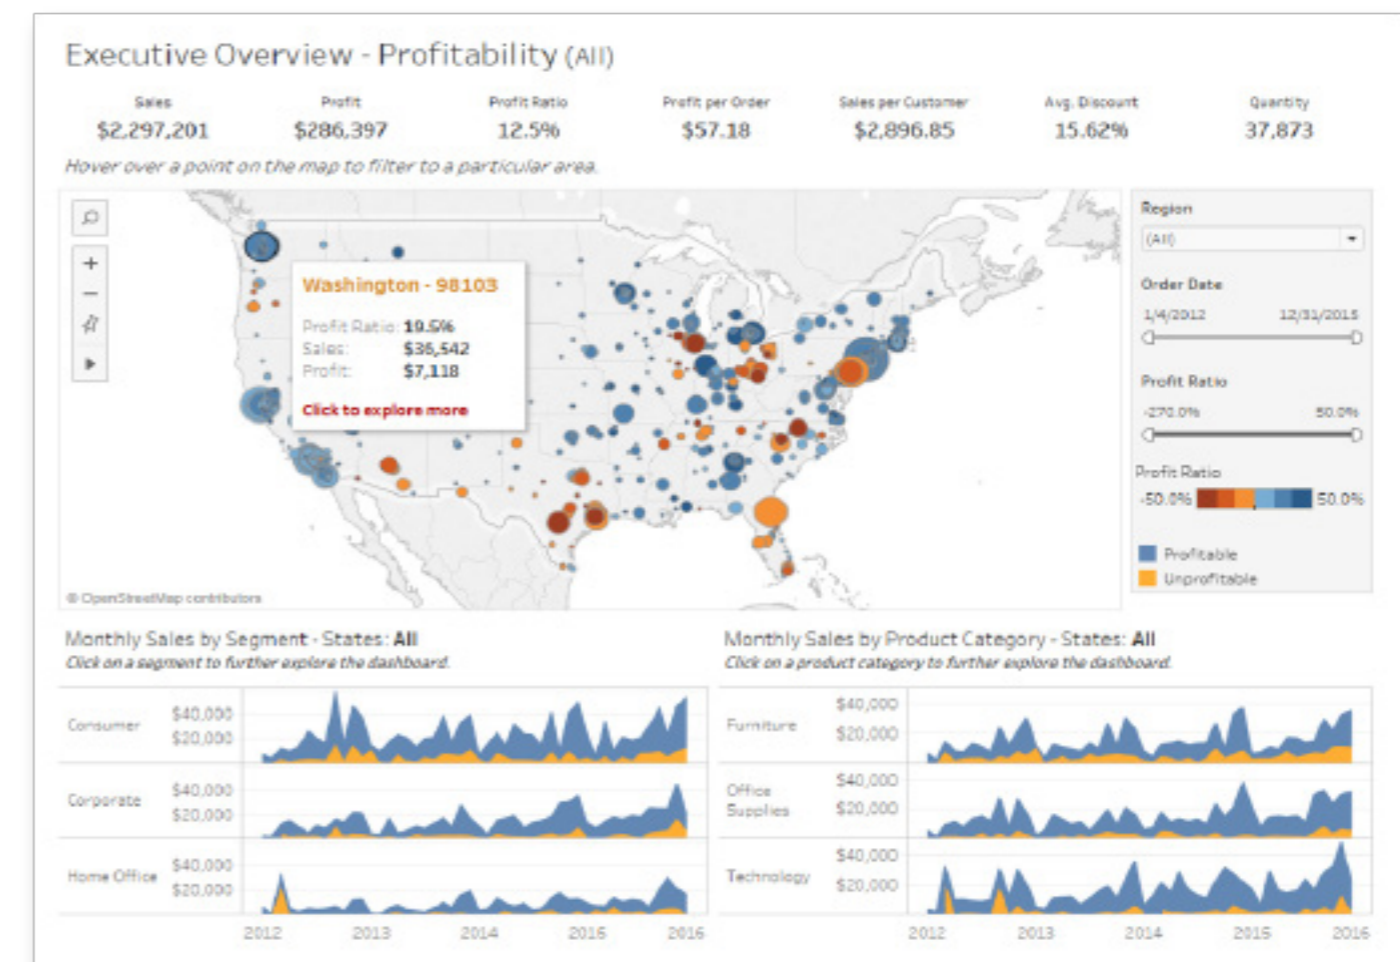 Executive Overview - Profitability (All)
Sales Profit Profit Ratio Profit per Order Sales per Customer Avg. Discount Quantity
$2,297,201 $286,397 12.5% $57.18 $2,896.85 15.62% 37,873
Hover over a point on the map to filter to a particular area.
Washington - 98103
Profit Ratio: 19.5%
Sales: $36,542
Profit: $7,118
Click to explore more
© OpenStreetMap contributors
Region
(All)
Order Date
1/4/2012 12/31/2015
Profit Ratio
-270.0% 50.0%
Profit Ratio
-50.0% 50.0%
Profitable
Unprofitable
Monthly Sales by Segment - States: All
Click on a segment to further explore the dashboard.
Consumer
$40,000
$20,000
Corporate
$40,000
$20,000
Home Office
$40,000
$20,000
2012 2013 2014 2015 2016
Monthly Sales by Product Category - States: All
Click on a product category to further explore the dashboard.
Furniture
$40,000
$20,000
Office
Supplies
$40,000
$20,000
Technology
$40,000
$20,000
2012 2013 2014 2015 2016